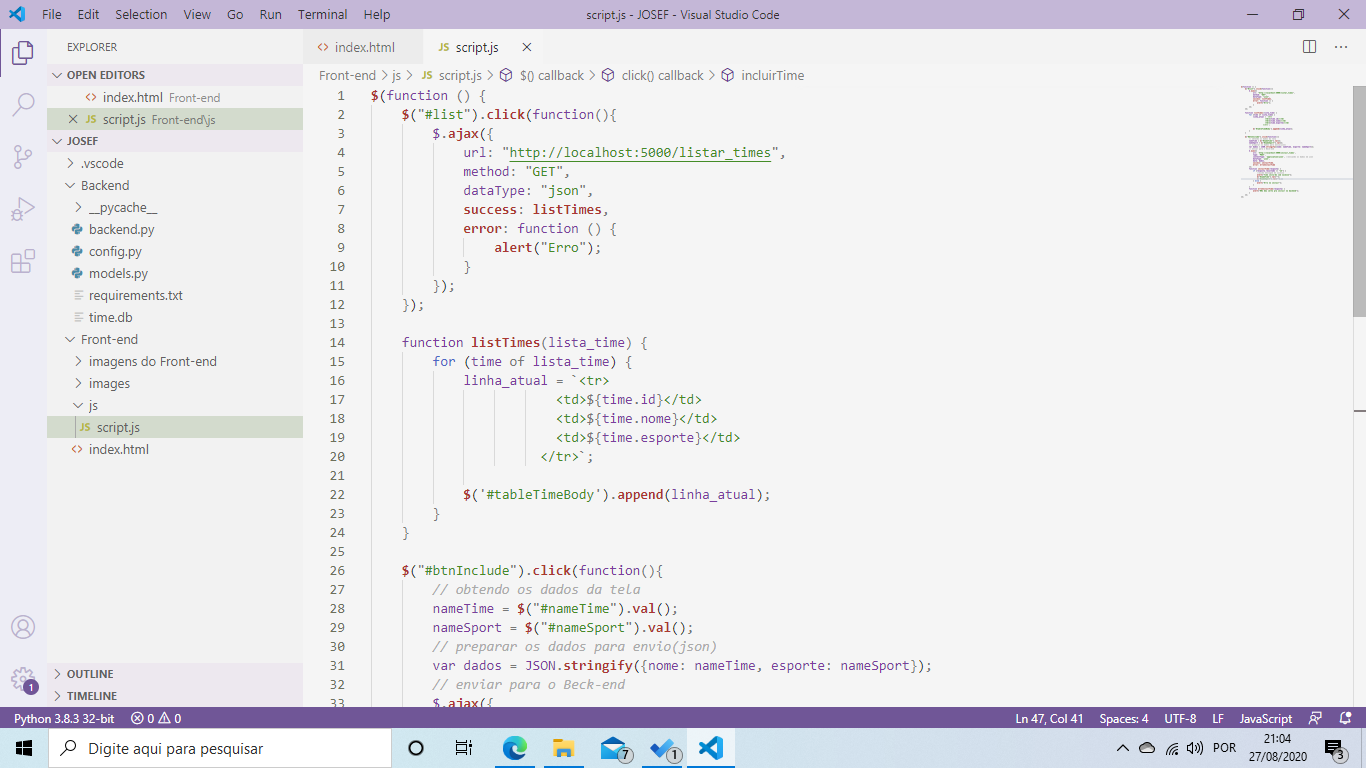 File Edit Selection View Go Run Terminal Help script.js - JOSEF - Visual Studio Code
EXPLORER
OPEN EDITORS
index.html Front-end
script.js Front-end\js
JOSEF
.vscode
Backend
__pycache__
backend.py
config.py
models.py
requirements.txt
time.db
Front-end
imagens do Front-end
images
js
JS script.js
index.html
OUTLINE
TIMELINE
index.html JS script.js
Front-end > js > JS script.js > $() callback > click() callback > incluirTime
1 $(function () {
2 $("#list").click(function(){
3 $.ajax({
4 url: "http://localhost:5000/listar_times",
5 method: "GET",
6 dataType: "json",
7 success: listTimes,
8 error: function () {
9 alert("Erro");
10 }
11 });
12 });
13
14 function listTimes(lista_time) {
15 for (time of lista_time) {
16 linha_atual = `<tr>
17 <td>${time.id}</td>
18 <td>${time.nome}</td>
19 <td>${time.esporte}</td>
20 </tr>`;
21
22 $('#tableTimeBody').append(linha_atual);
23 }
24 }
25
26 $("#btnInclude").click(function(){
27 // obtendo os dados da tela
28 nameTime = $("#nameTime").val();
29 nameSport = $("#nameSport").val();
30 // preparar os dados para envio(json)
31 var dados = JSON.stringify({nome: nameTime, esporte: nameSport});
32 // enviar para o Beck-end
33 $.ajax({
1
Python 3.8.3 32-bit 0 0 Ln 47, Col 41 Spaces: 4 UTF-8 LF JavaScript
Digite aqui para pesquisar 7 1 POR 21:04
27/08/2020 3